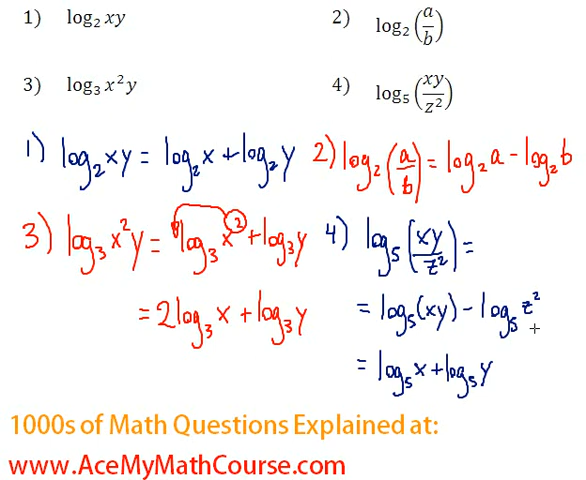 1) log₂ xy
2) log₂ (a/b)
3) log₃ x²y
4) log₅ (xy/z²)
1) log₂ xy = log₂ x + log₂ y
2) log₂ (a/b) = log₂ a - log₂ b
3) log₃ x²y = log₃ x² + log₃ y
= 2log₃ x + log₃ y
4) log₅ (xy/z²) =
= log₅ (xy) - log₅ z²
= log₅ x + log₅ y
1000s of Math Questions Explained at:
www.AceMyMathCourse.com